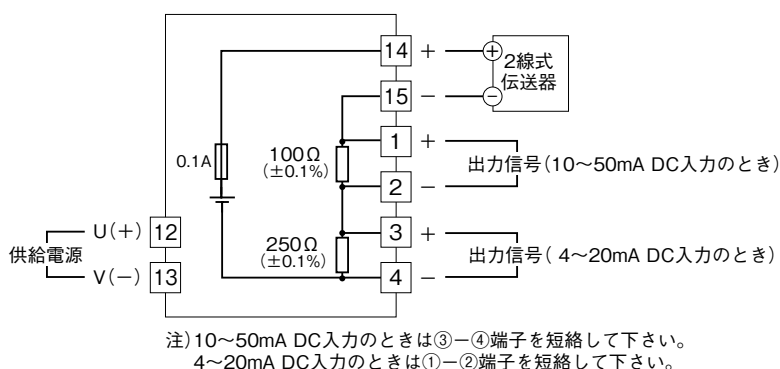 14 + + 2線式
伝送器
15 − −
1 +
0.1A 100Ω
(±0.1%)
出力信号(10〜50mA DC入力のとき)
2 −
U(+) 12
3 +
供給電源
250Ω
(±0.1%)
出力信号( 4〜20mA DC入力のとき)
V(−) 13
4 −
注)10〜50mA DC入力のときは③−④端子を短絡して下さい。
4〜20mA DC入力のときは①−②端子を短絡して下さい。